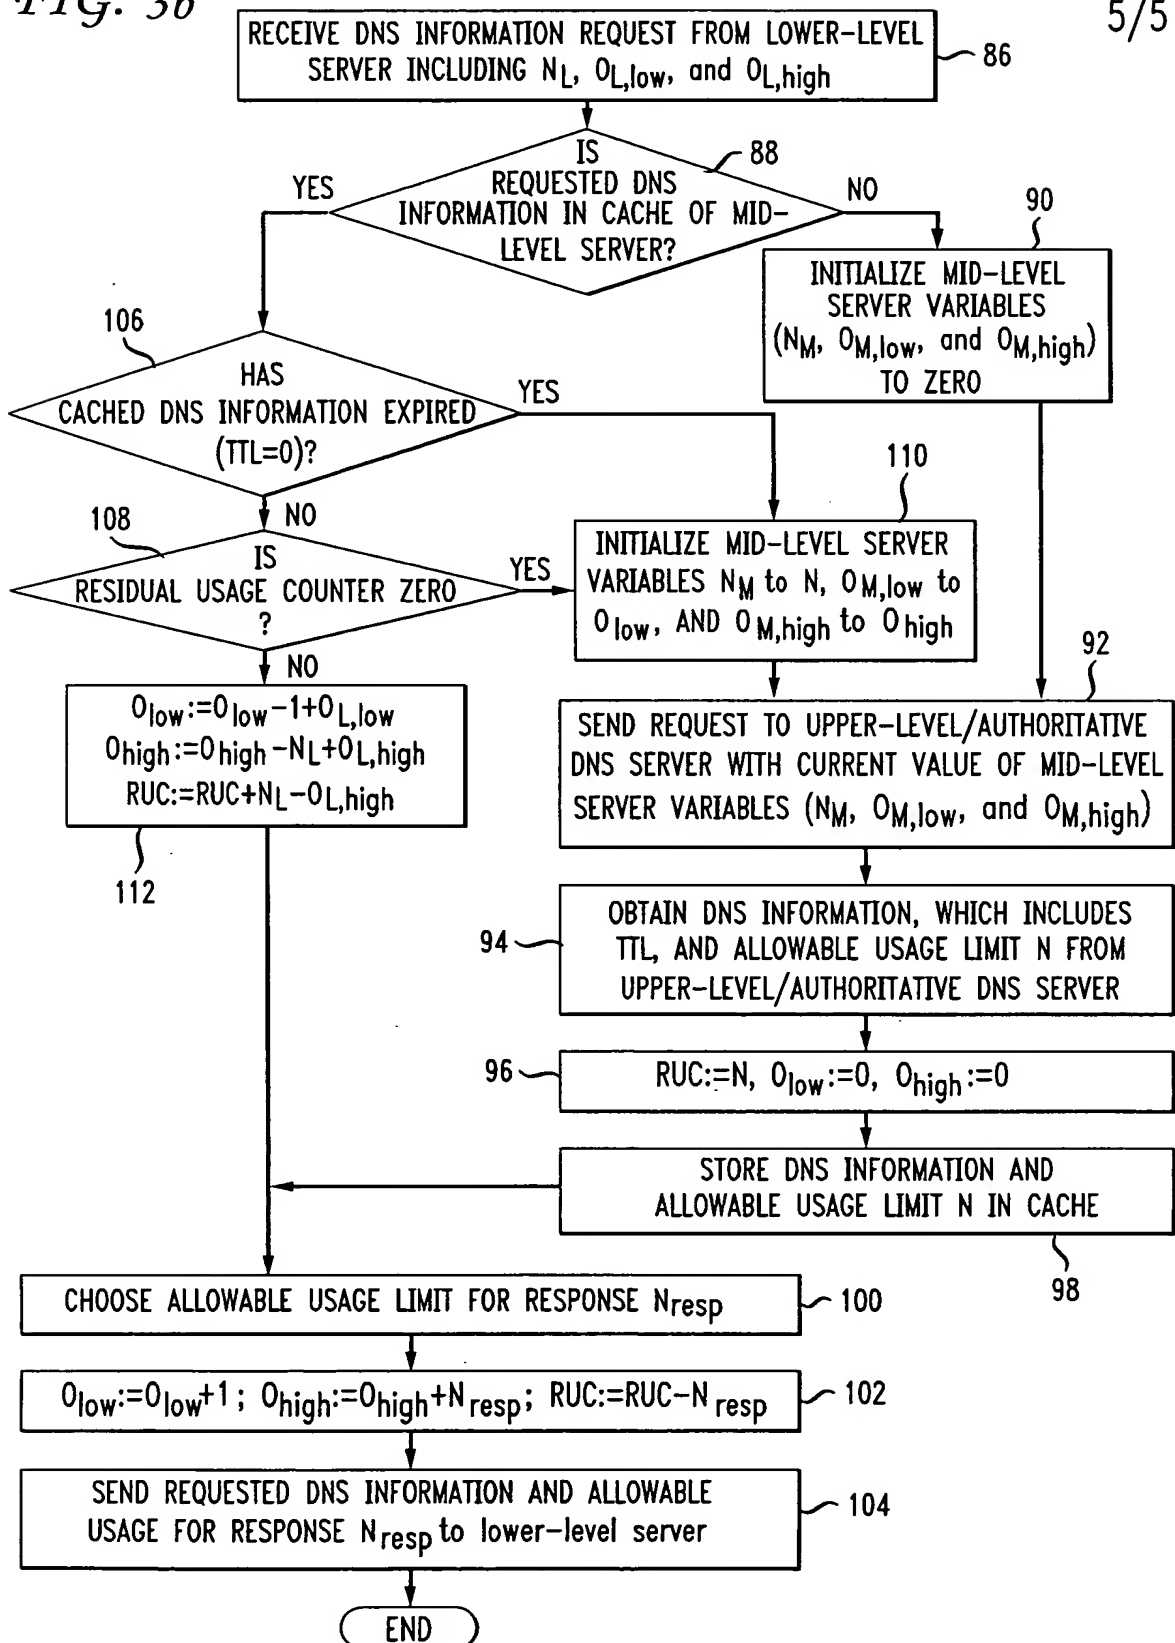 FIG. 3b
5/5
RECEIVE DNS INFORMATION REQUEST FROM LOWER-LEVEL
SERVER INCLUDING NL, OL,low, and OL,high
86
IS
REQUESTED DNS
INFORMATION IN CACHE OF MID-
LEVEL SERVER?
88
YES
NO
90
INITIALIZE MID-LEVEL
SERVER VARIABLES
(NM, OM,low, and OM,high)
TO ZERO
106
HAS
CACHED DNS INFORMATION EXPIRED
(TTL=0)?
YES
NO
108
IS
RESIDUAL USAGE COUNTER ZERO
?
YES
NO
110
INITIALIZE MID-LEVEL SERVER
VARIABLES NM to N, OM,low to
Olow, AND OM,high to Ohigh
92
SEND REQUEST TO UPPER-LEVEL/AUTHORITATIVE
DNS SERVER WITH CURRENT VALUE OF MID-LEVEL
SERVER VARIABLES (NM, OM,low, and OM,high)
Olow:=Olow-1+OL,low
Ohigh:=Ohigh-NL+OL,high
RUC:=RUC+NL-OL,high
112
94
OBTAIN DNS INFORMATION, WHICH INCLUDES
TTL, AND ALLOWABLE USAGE LIMIT N FROM
UPPER-LEVEL/AUTHORITATIVE DNS SERVER
96
RUC:=N, Olow:=0, Ohigh:=0
STORE DNS INFORMATION AND
ALLOWABLE USAGE LIMIT N IN CACHE
98
CHOOSE ALLOWABLE USAGE LIMIT FOR RESPONSE Nresp
100
Olow:=Olow+1; Ohigh:=Ohigh+Nresp; RUC:=RUC-Nresp
102
SEND REQUESTED DNS INFORMATION AND ALLOWABLE
USAGE FOR RESPONSE Nresp to lower-level server
104
END